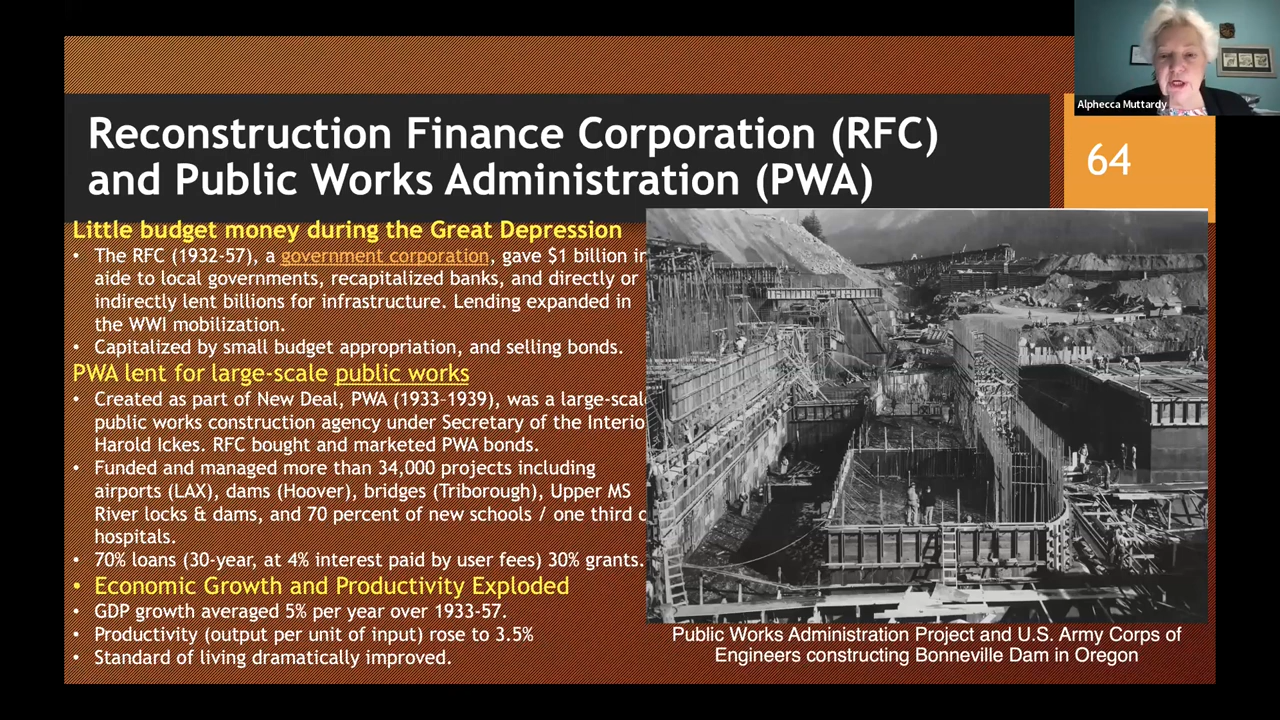 Alphecca Muttardy
Reconstruction Finance Corporation (RFC)
and Public Works Administration (PWA)
64
Little budget money during the Great Depression
• The RFC (1932-57), a government corporation, gave $1 billion in
aide to local governments, recapitalized banks, and directly or
indirectly lent billions for infrastructure. Lending expanded in
the WWI mobilization.
• Capitalized by small budget appropriation, and selling bonds.
PWA lent for large-scale public works
• Created as part of New Deal, PWA (1933–1939), was a large-scal
public works construction agency under Secretary of the Interio
Harold Ickes. RFC bought and marketed PWA bonds.
• Funded and managed more than 34,000 projects including
airports (LAX), dams (Hoover), bridges (Triborough), Upper MS
River locks & dams, and 70 percent of new schools / one third o
hospitals.
• 70% loans (30-year, at 4% interest paid by user fees) 30% grants.
• Economic Growth and Productivity Exploded
• GDP growth averaged 5% per year over 1933-57.
• Productivity (output per unit of input) rose to 3.5%
• Standard of living dramatically improved.
Public Works Administration Project and U.S. Army Corps of
Engineers constructing Bonneville Dam in Oregon